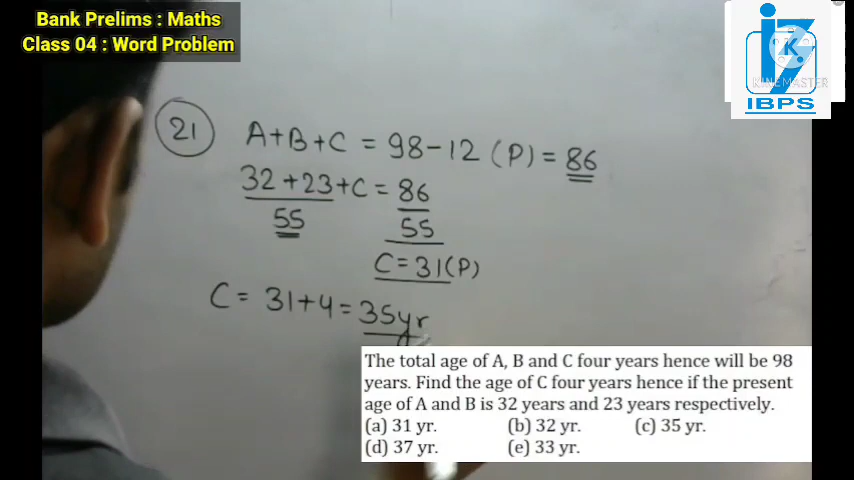 Bank Prelims : Maths
Class 04 : Word Problem
K
KINEMASTER
IBPS
21 A+B+C = 98-12 (P) = 86
32 +23+C = 86
55 55
C=31(P)
C= 31+4=35yr
The total age of A, B and C four years hence will be 98
years. Find the age of C four years hence if the present
age of A and B is 32 years and 23 years respectively.
(a) 31 yr. (b) 32 yr. (c) 35 yr.
(d) 37 yr. (e) 33 yr.